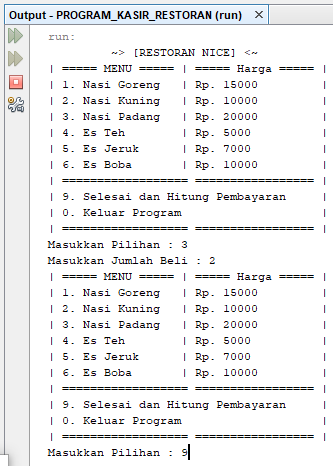 Output - PROGRAM_KASIR_RESTORAN (run) ×
run:
~> [RESTORAN NICE] <~
| ===== MENU ===== | ===== Harga ===== |
| 1. Nasi Goreng | Rp. 15000 |
| 2. Nasi Kuning | Rp. 10000 |
| 3. Nasi Padang | Rp. 20000 |
| 4. Es Teh | Rp. 5000 |
| 5. Es Jeruk | Rp. 7000 |
| 6. Es Boba | Rp. 10000 |
| ================== ================= |
| 9. Selesai dan Hitung Pembayaran |
| 0. Keluar Program |
| ================== ================= |
Masukkan Pilihan : 3
Masukkan Jumlah Beli : 2
| ===== MENU ===== | ===== Harga ===== |
| 1. Nasi Goreng | Rp. 15000 |
| 2. Nasi Kuning | Rp. 10000 |
| 3. Nasi Padang | Rp. 20000 |
| 4. Es Teh | Rp. 5000 |
| 5. Es Jeruk | Rp. 7000 |
| 6. Es Boba | Rp. 10000 |
| ================== ================= |
| 9. Selesai dan Hitung Pembayaran |
| 0. Keluar Program |
| ================== ================= |
Masukkan Pilihan : 9